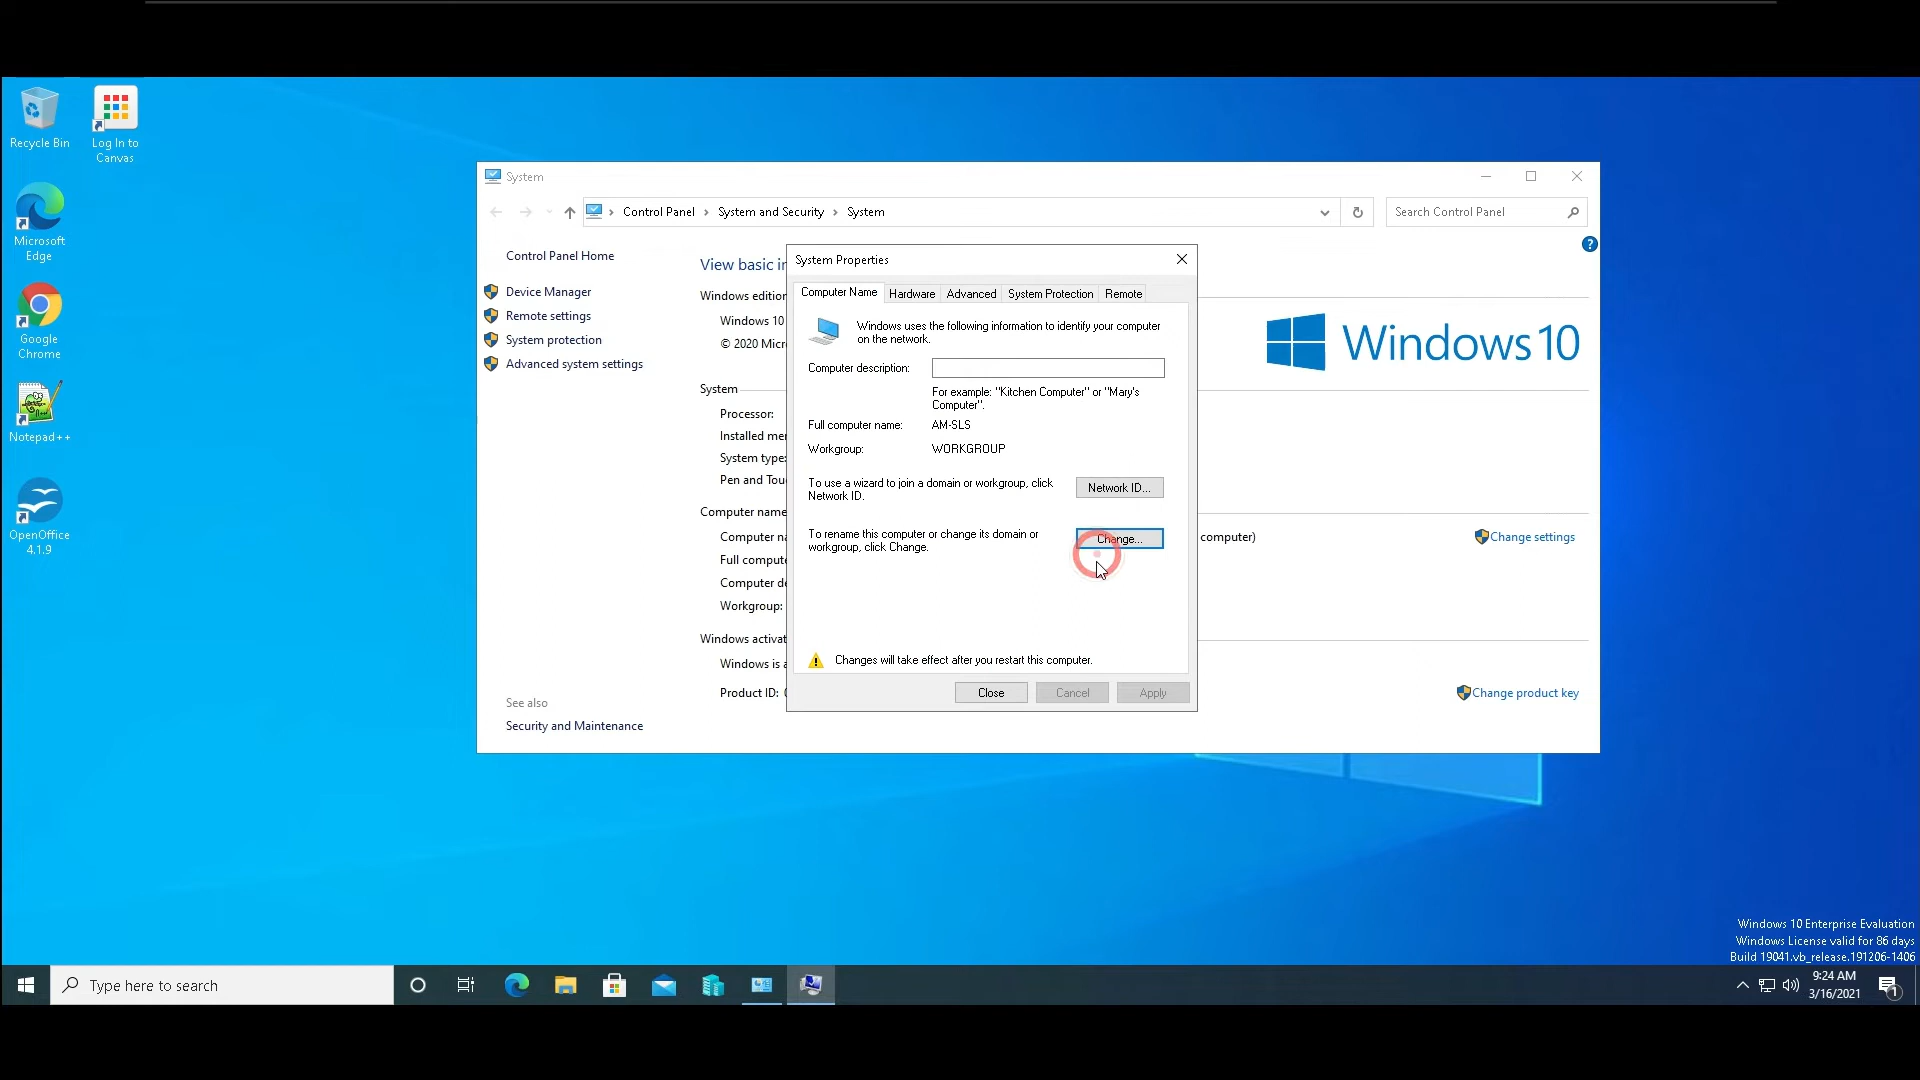 Recycle Bin
Log In to
Canvas
Microsoft
Edge
Google
Chrome
Notepad++
OpenOffice
4.1.9
System
Control Panel
System and Security
System
Search Control Panel
?
Control Panel Home
Device Manager
Remote settings
System protection
Advanced system settings
See also
Security and Maintenance
View basic in
Windows edition
Windows 10
© 2020 Micro
System
Processor:
Installed mem
System type:
Pen and Touc
Computer name
Computer na
Full compute
Computer de
Workgroup:
Windows activat
Windows is a
Product ID:
Windows 10
computer)
Change settings
Change product key
System Properties
Computer Name
Hardware
Advanced
System Protection
Remote
Windows uses the following information to identify your computer
on the network.
Computer description:
For example: "Kitchen Computer" or "Mary's
Computer".
Full computer name:
AM-SLS
Workgroup:
WORKGROUP
To use a wizard to join a domain or workgroup, click
Network ID.
Network ID...
To rename this computer or change its domain or
workgroup, click Change.
Change...
Changes will take effect after you restart this computer.
Close
Cancel
Apply
Windows 10 Enterprise Evaluation
Windows License valid for 86 days
Build 19041.vb_release.191206-1406
Type here to search
9:24 AM
3/16/2021
1